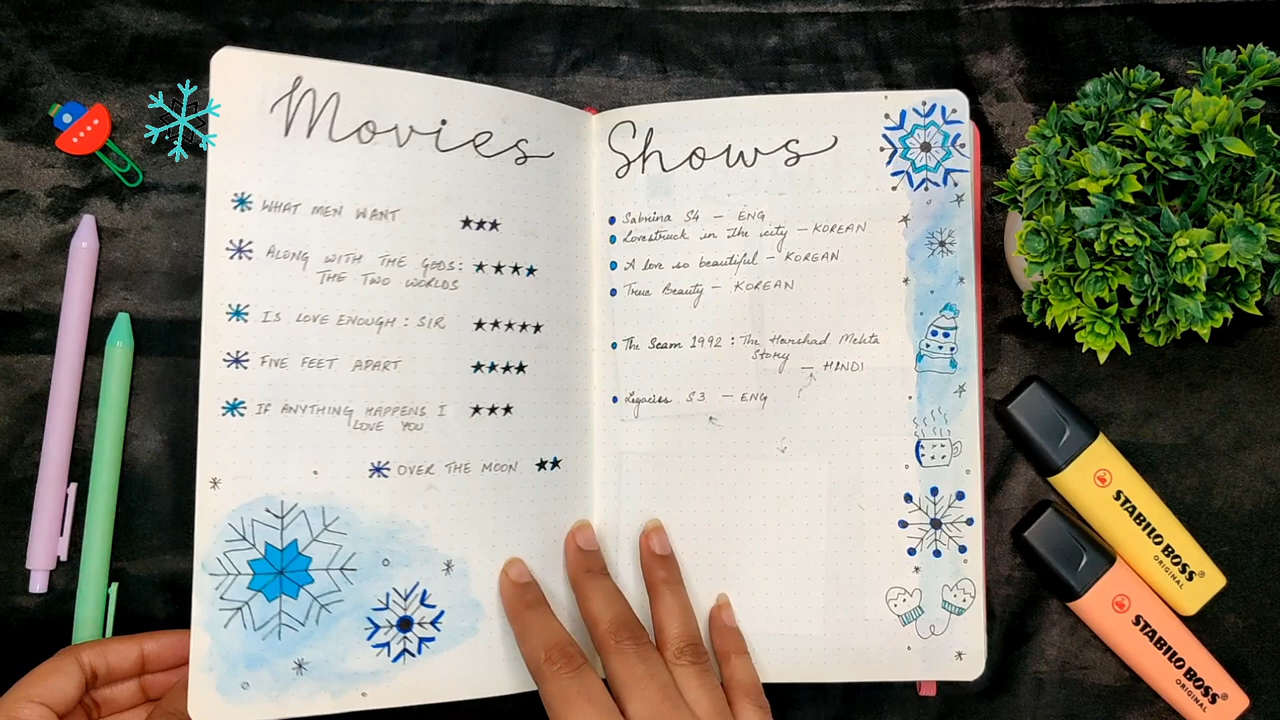 Movies
WHAT MEN WANT ★★★
ALONG WITH THE GODS: ★★★★
THE TWO WORLDS
IS LOVE ENOUGH : SIR ★★★★★
FIVE FEET APART ★★★★
IF ANYTHING HAPPENS I ★★★
LOVE YOU
OVER THE MOON ★★
Shows
Sabrina S4 — ENG
Lovestruck in The city — KOREAN
A love so beautiful — KOREAN
True Beauty — KOREAN
The Scam 1992 : The Harshad Mehta
Story
— HINDI
Legacies S3 — ENG
STABILO BOSS
ORIGINAL
STABILO BOSS
ORIGINAL